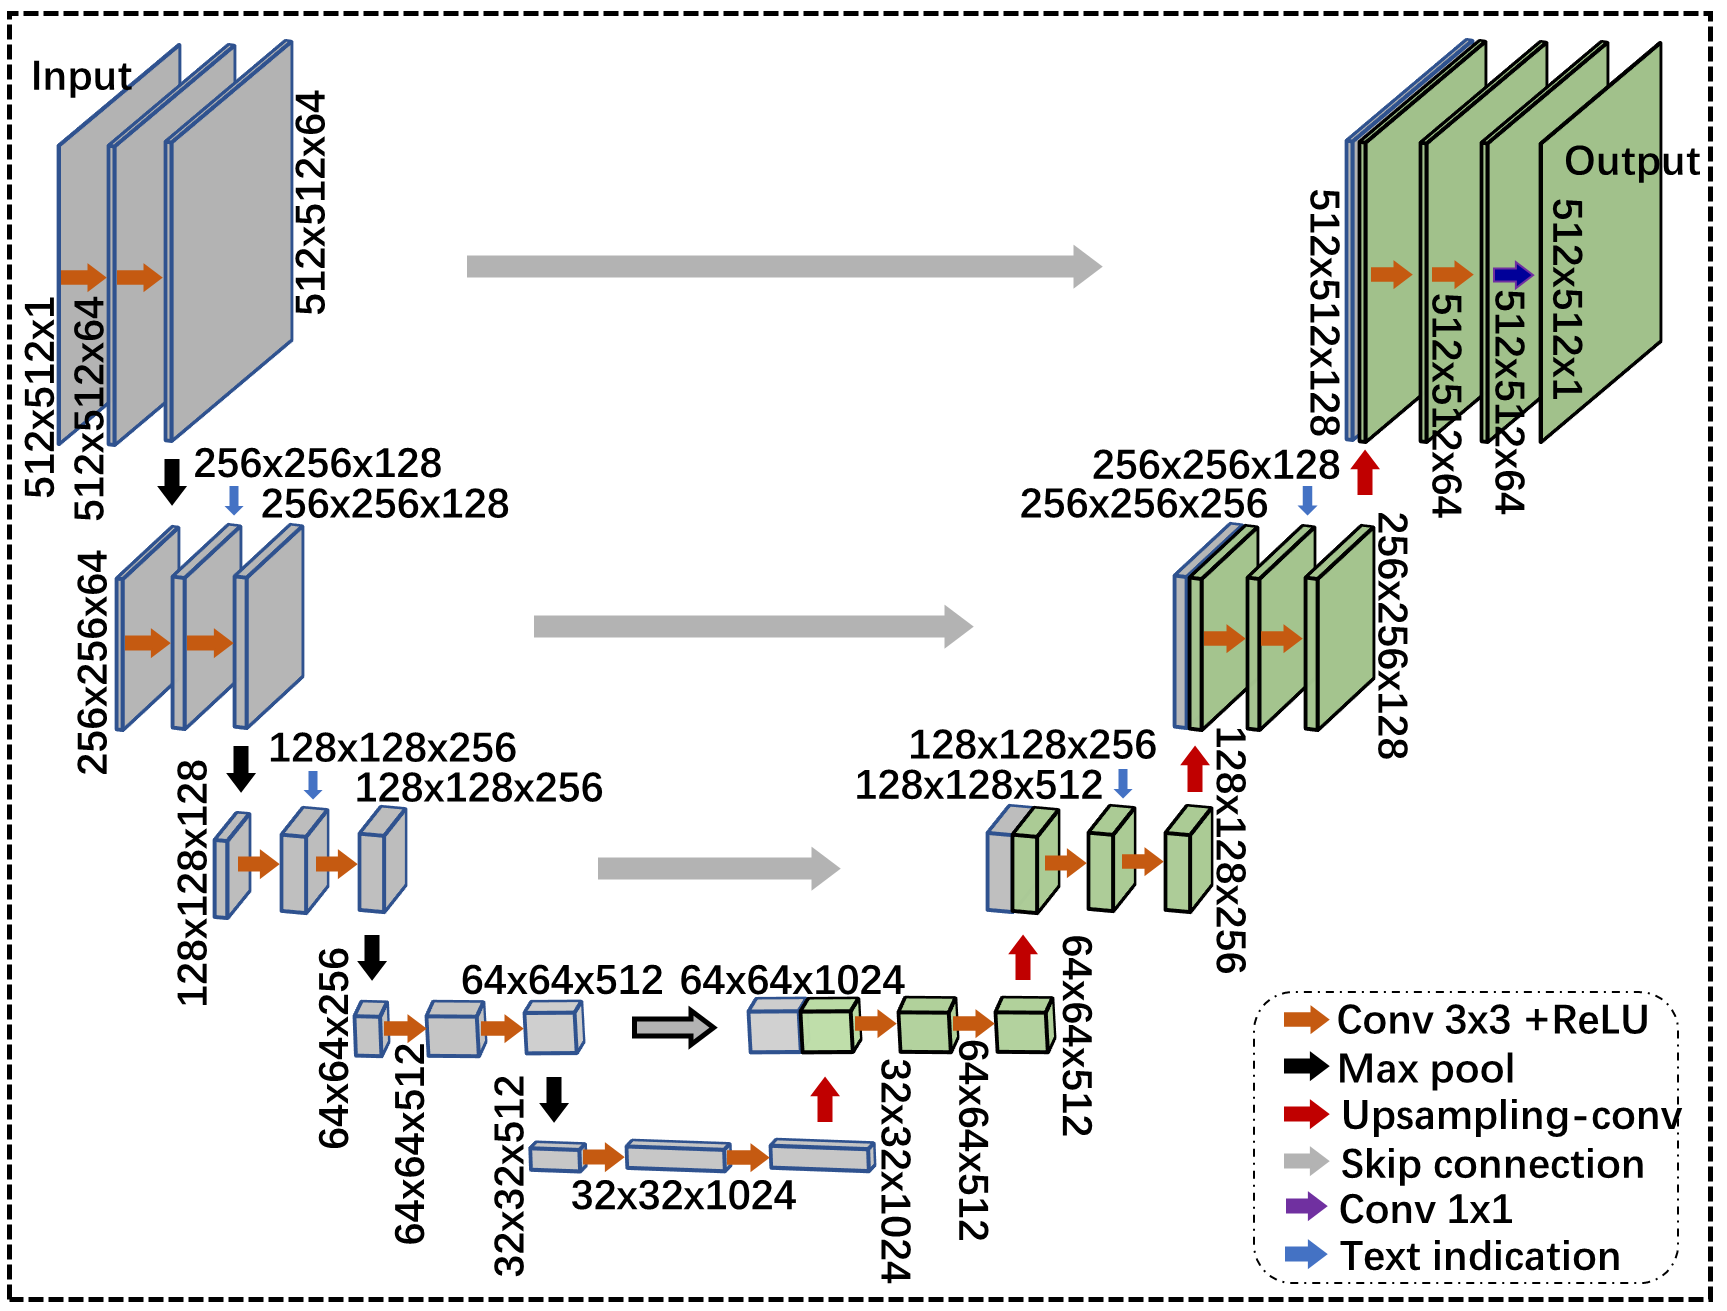 Input
512x512x1
512x512x64
512x512x64
256x256x128
256x256x128
256x256x64
128x128x256
128x128x256
128x128x128
64x64x256
64x64x512
64x64x512
32x32x512
32x32x1024
64x64x1024
32x32x1024
64x64x512
64x64x512
128x128x256
128x128x512
128x128x256
256x256x128
256x256x256
256x256x128
512x512x128
512x512x64
512x512x64
Output
512x512x1
Conv 3x3 +ReLU
Max pool
Upsampling-conv
Skip connection
Conv 1x1
Text indication